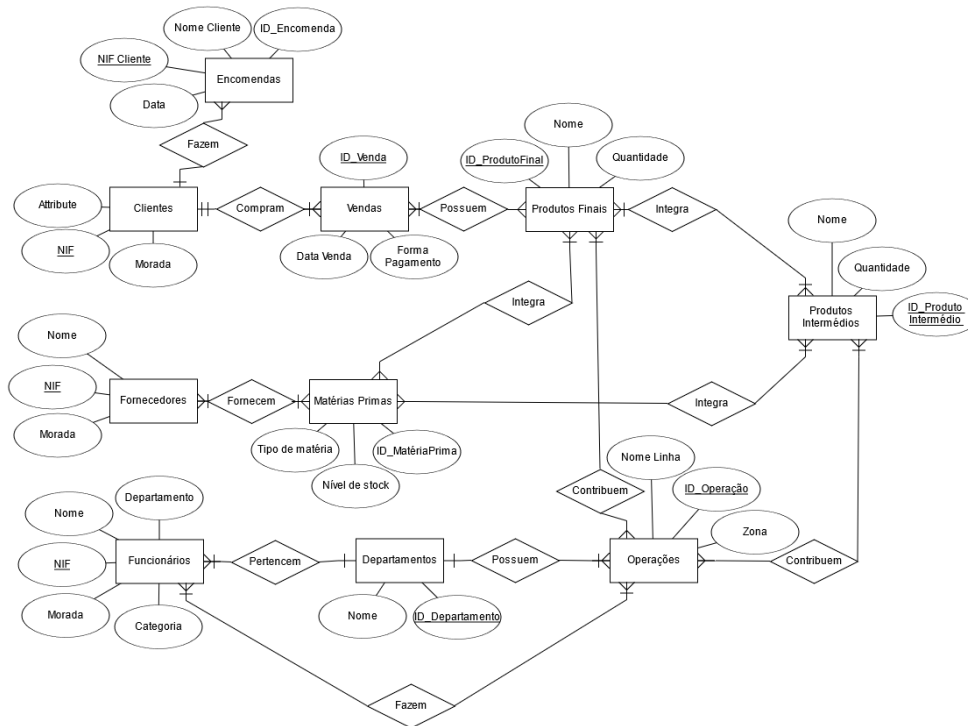 Nome Cliente
ID_Encomenda
NIF Cliente
Encomendas
Data
Fazem
Nome
ID_Venda
ID_ProdutoFinal
Quantidade
Attribute
Clientes
Compram
Vendas
Possuem
Produtos Finais
Integra
NIF
Morada
Data Venda
Forma
Pagamento
Nome
Quantidade
Integra
Produtos
Intermédios
ID_Produto
Intermédio
Nome
NIF
Fornecedores
Fornecem
Matérias Primas
Integra
Morada
Tipo de matéria
ID_MatériaPrima
Nível de stock
Nome Linha
Departamento
Contribuem
ID_Operação
Nome
Zona
NIF
Funcionários
Pertencem
Departamentos
Possuem
Operações
Contribuem
Morada
Categoria
Nome
ID_Departamento
Fazem